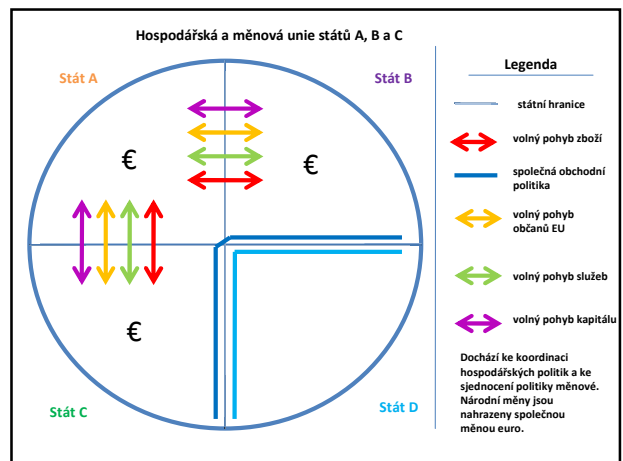 Hospodářská a měnová unie států A, B a C
Stát A
Stát B
€
€
€
Stát C
Stát D
Legenda
státní hranice
volný pohyb zboží
společná obchodní
politika
volný pohyb
občanů EU
volný pohyb služeb
volný pohyb kapitálu
Dochází ke koordinaci
hospodářských politik a ke
sjednocení politiky měnové.
Národní měny jsou
nahrazeny společnou
měnou euro.